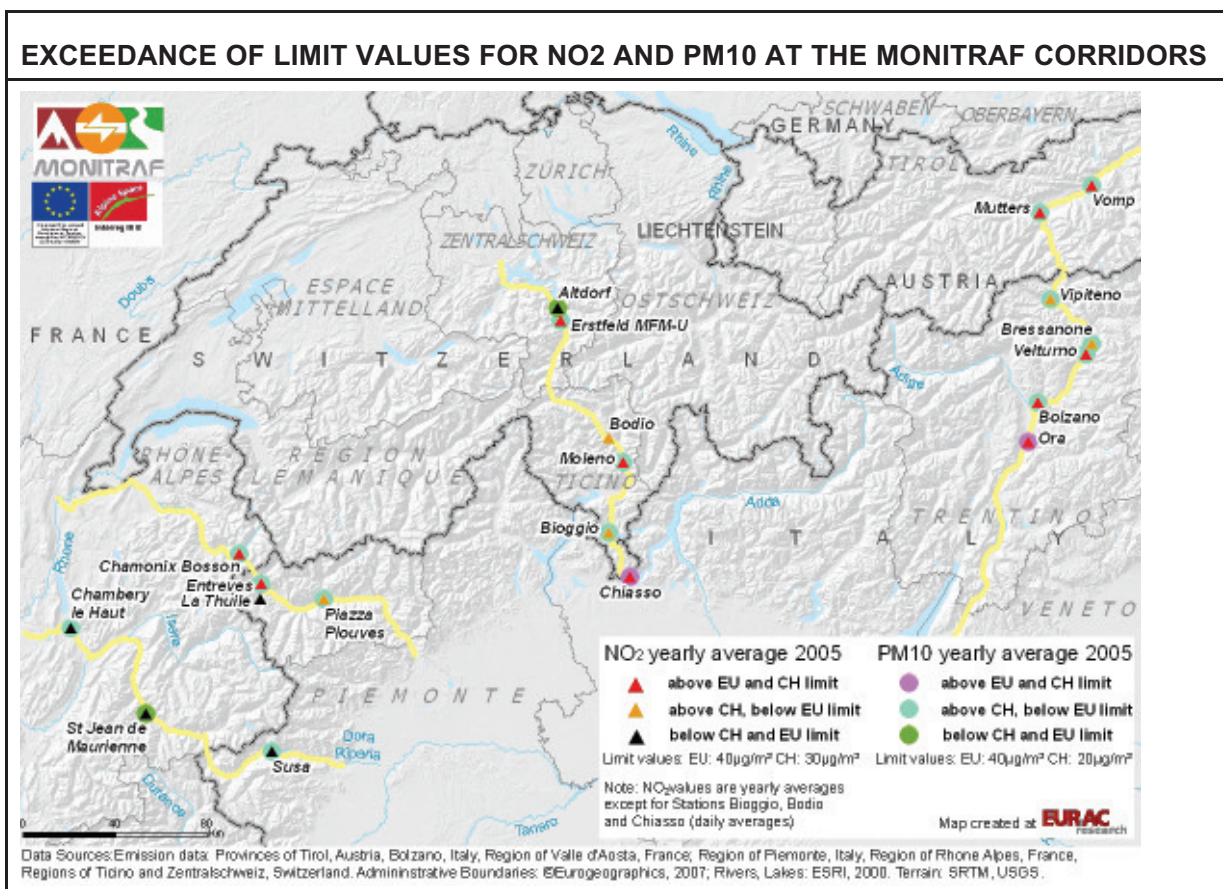 EXCEEDANCE OF LIMIT VALUES FOR NO2 AND PM10 AT THE MONITRAF CORRIDORS
MONITRAF
Alpine Space
Interreg III B
SCHWABEN
OBERBAYERN
GERMANY
Rhine
TIROL
ZÜRICH
Rhine
Vomp
Mutters
LIECHTENSTEIN
ZENTRALSCHWEIZ
Doubs
ESPACE
MITTELLAND
Altdorf
OSTSCHWEIZ
AUSTRIA
Vipiteno
Erstfeld MFM-U
FRANCE
SWITZERLAND
Bressanone
Velturno
Adige
Bolzano
Ora
Bodio
Moleno
TICINO
RHÔNE-
ALPES
REGION
LEMANIQUE
Adda
TRENTINO
Bioggio
ITALY
Rhone
Chamonix Bosson
Entreves
La Thuile
Chiasso
Chambery
le Haut
Isere
Piazza
Plouves
VENETO
PIEMONTE
St Jean de
Maurienne
Dora
Riparia
Susa
Durance
Tanaro
0 40 80
Km
NO2 yearly average 2005
above EU and CH limit
above CH, below EU limit
below CH and EU limit
Limit values: EU: 40µg/m³ CH: 30µg/m³
PM10 yearly average 2005
above EU and CH limit
above CH, below EU limit
below CH and EU limit
Limit values: EU: 40µg/m³ CH: 20µg/m³
Note: NO2values are yearly averages
except for Stations Bioggio, Bodio
and Chiasso (daily averages)
Map created at EURAC
research
Data Sources:Emission data: Provinces of Tirol, Austria, Bolzano, Italy, Region of Valle d'Aosta, France; Region of Piemonte, Italy, Region of Rhone Alpes, France,
Regions of Ticino and Zentralschweiz, Switzerland. Admininstrative Boundaries: ©Eurogeographics, 2007; Rivers, Lakes: ESRI, 2000. Terrain: SRTM, USGS.